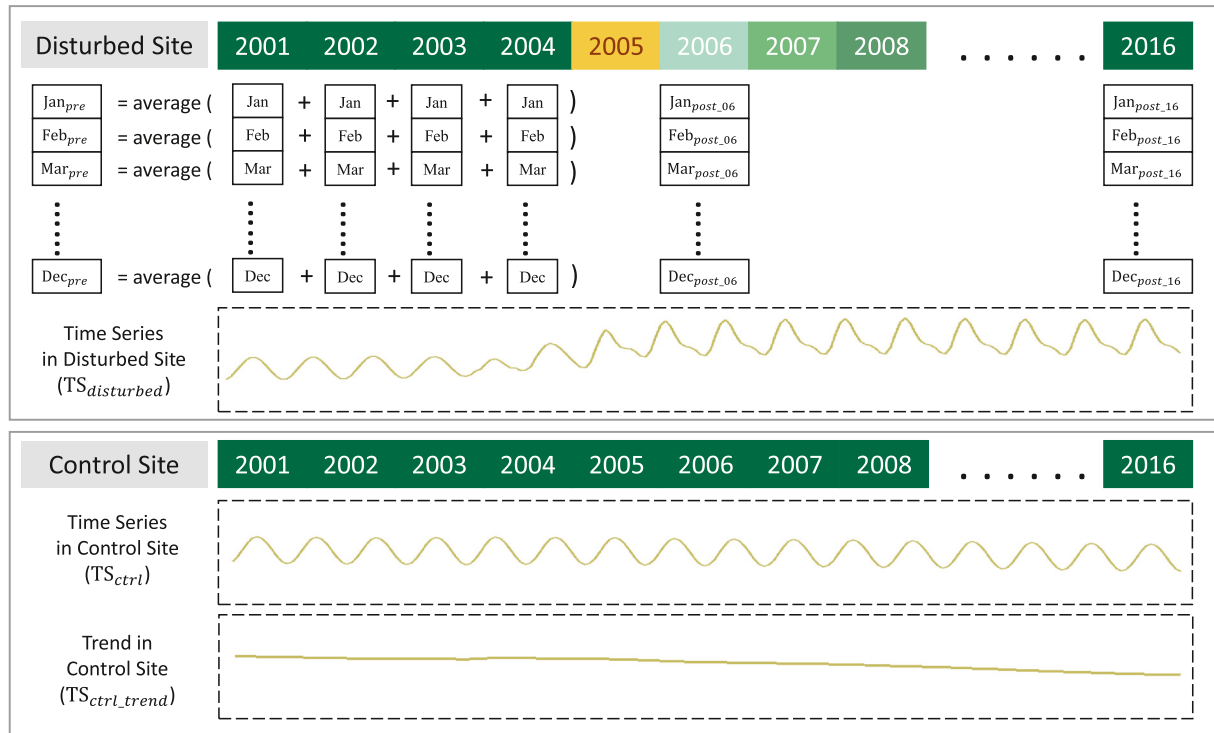 Disturbed Site 2001 2002 2003 2004 2005 2006 2007 2008 . . . . . . 2016
Jan_pre = average ( Jan + Jan + Jan + Jan ) Jan_post_06 Jan_post_16
Feb_pre = average ( Feb + Feb + Feb + Feb Feb_post_06 Feb_post_16
Mar_pre = average ( Mar + Mar + Mar + Mar ) Mar_post_06 Mar_post_16
Dec_pre = average ( Dec + Dec + Dec + Dec ) Dec_post_06 Dec_post_16
Time Series
in Disturbed Site
(TS_disturbed)
Control Site 2001 2002 2003 2004 2005 2006 2007 2008 . . . . . . 2016
Time Series
in Control Site
(TS_ctrl)
Trend in
Control Site
(TS_ctrl_trend)